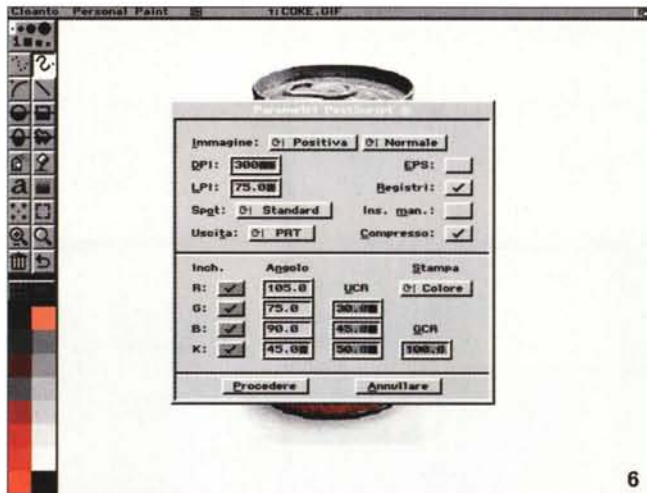 Cloanto Personal Paint 1:COKE.GIF
Parametri PostScript
Immagine: Positiva Normale
DPI: 300 EPS:
LPI: 75.0 Registri:
Spot: Standard Ins. man.:
Uscita: PRT Compresso:
Inch. Angolo Stampa
R: 105.0 UCR Colore
G: 75.0 30.0
B: 90.0 45.0 GCR
K: 45.0 50.0 100.0
Procedere Annullare
a
6